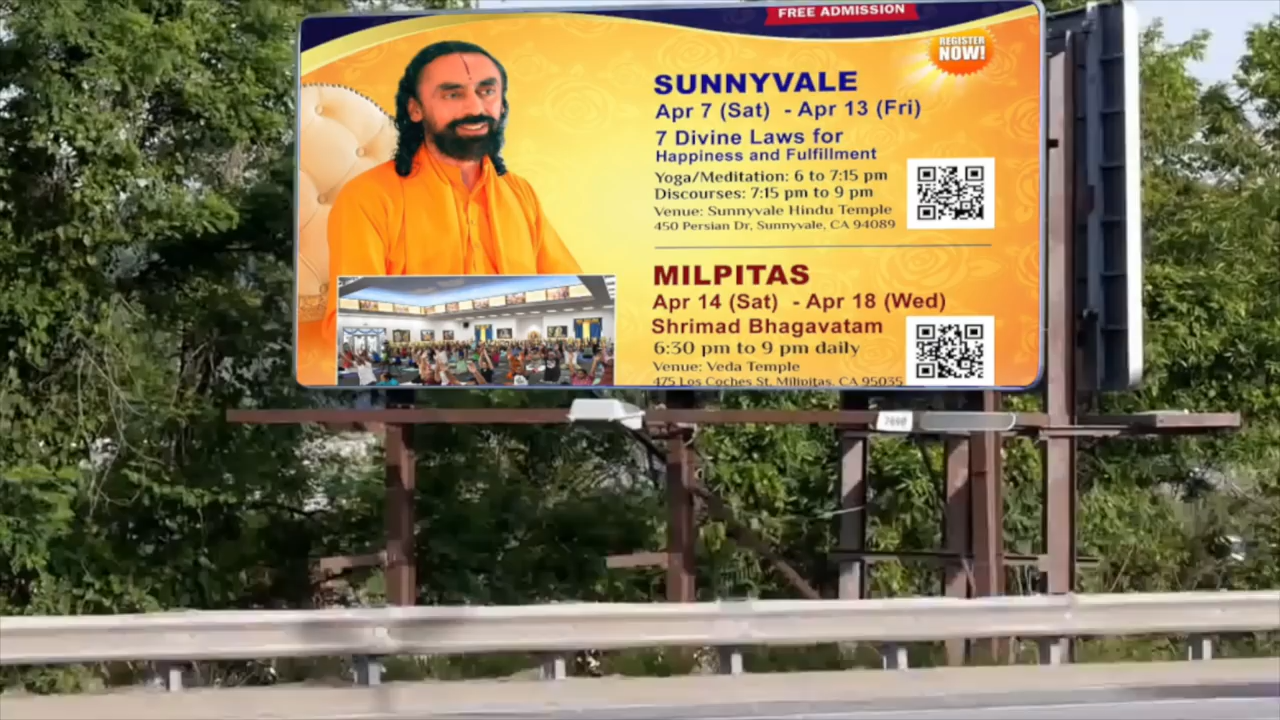 FREE ADMISSION
REGISTER
NOW!
SUNNYVALE
Apr 7 (Sat) - Apr 13 (Fri)
7 Divine Laws for
Happiness and Fulfillment
Yoga/Meditation: 6 to 7:15 pm
Discourses: 7:15 pm to 9 pm
Venue: Sunnyvale Hindu Temple
450 Persian Dr, Sunnyvale, CA 94089
MILPITAS
Apr 14 (Sat) - Apr 18 (Wed)
Shrimad Bhagavatam
6:30 pm to 9 pm daily
Venue: Veda Temple
475 Los Coches St, Milipitas, CA 95035